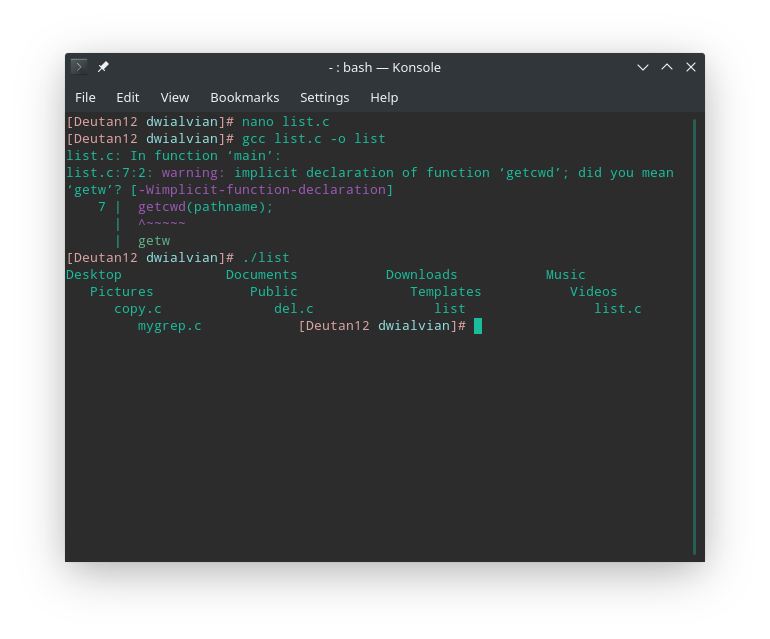 - : bash — Konsole
File Edit View Bookmarks Settings Help
[Deutan12 dwialvian]# nano list.c
[Deutan12 dwialvian]# gcc list.c -o list
list.c: In function ‘main’:
list.c:7:2: warning: implicit declaration of function ‘getcwd’; did you mean
‘getw’? [-Wimplicit-function-declaration]
    7 |  getcwd(pathname);
      |  ^~~~~~
      |  getw
[Deutan12 dwialvian]# ./list
Desktop             Documents           Downloads           Music
   Pictures            Public              Templates           Videos
      copy.c              del.c               list                list.c
         mygrep.c            [Deutan12 dwialvian]#